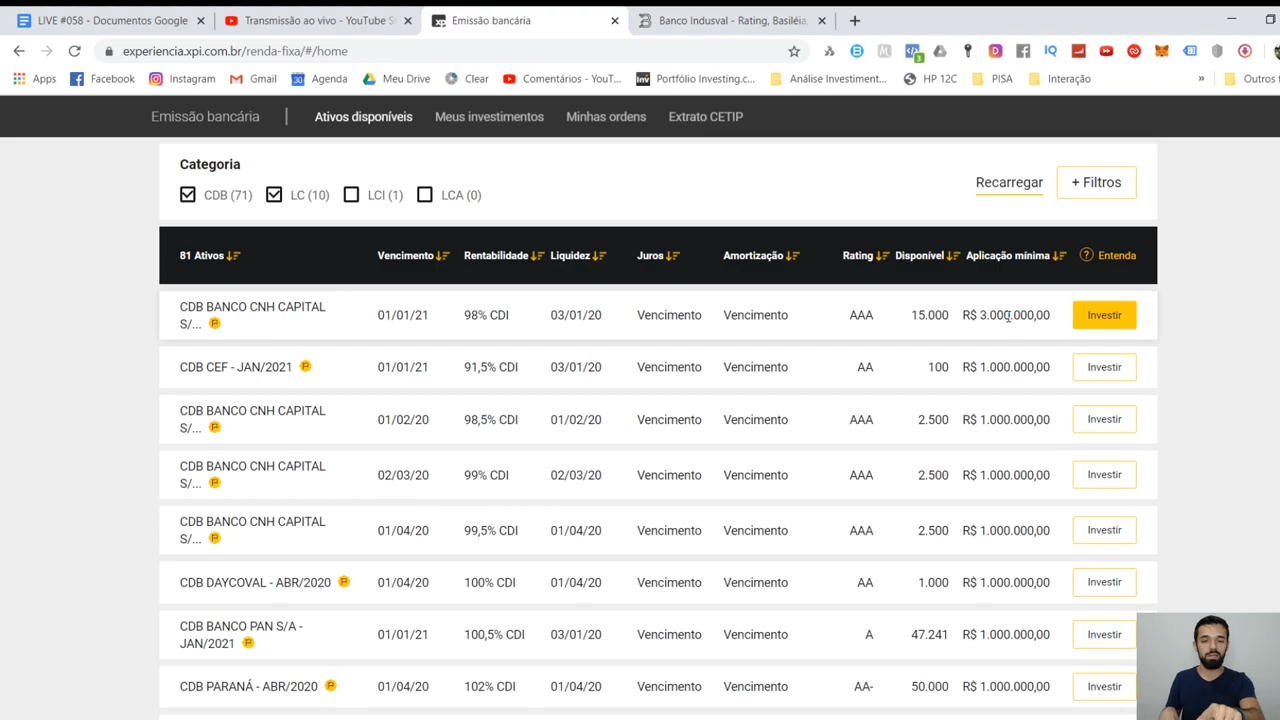 LIVE #058 - Documentos Google
Transmissão ao vivo - YouTube S
Emissão bancária
Banco Indusval - Rating, Basiléia,
experiencia.xpi.com.br/renda-fixa/#/home
Apps
Facebook
Instagram
Gmail
Agenda
Meu Drive
Clear
Comentários - YouT...
Portfólio Investing.c...
Análise Investiment...
HP 12C
PISA
Interação
»
Outros f
Emissão bancária
Ativos disponíveis
Meus investimentos
Minhas ordens
Extrato CETIP
Categoria
CDB (71) LC (10) LCI (1) LCA (0)
Recarregar
+ Filtros
81 Ativos Vencimento Rentabilidade Liquidez Juros Amortização Rating Disponível Aplicação mínima ? Entenda
CDB BANCO CNH CAPITAL
S/... P 01/01/21 98% CDI 03/01/20 Vencimento Vencimento AAA 15.000 R$ 3.000.000,00 Investir
CDB CEF - JAN/2021 P 01/01/21 91,5% CDI 03/01/20 Vencimento Vencimento AA 100 R$ 1.000.000,00 Investir
CDB BANCO CNH CAPITAL
S/... P 01/02/20 98,5% CDI 01/02/20 Vencimento Vencimento AAA 2.500 R$ 1.000.000,00 Investir
CDB BANCO CNH CAPITAL
S/... P 02/03/20 99% CDI 02/03/20 Vencimento Vencimento AAA 2.500 R$ 1.000.000,00 Investir
CDB BANCO CNH CAPITAL
S/... P 01/04/20 99,5% CDI 01/04/20 Vencimento Vencimento AAA 2.500 R$ 1.000.000,00 Investir
CDB DAYCOVAL - ABR/2020 P 01/04/20 100% CDI 01/04/20 Vencimento Vencimento AA 1.000 R$ 1.000.000,00 Investir
CDB BANCO PAN S/A -
JAN/2021 P 01/01/21 100,5% CDI 03/01/20 Vencimento Vencimento A 47.241 R$ 1.000.000,00 Investir
CDB PARANÁ - ABR/2020 P 01/04/20 102% CDI 01/04/20 Vencimento Vencimento AA- 50.000 R$ 1.000.000,00 Investir